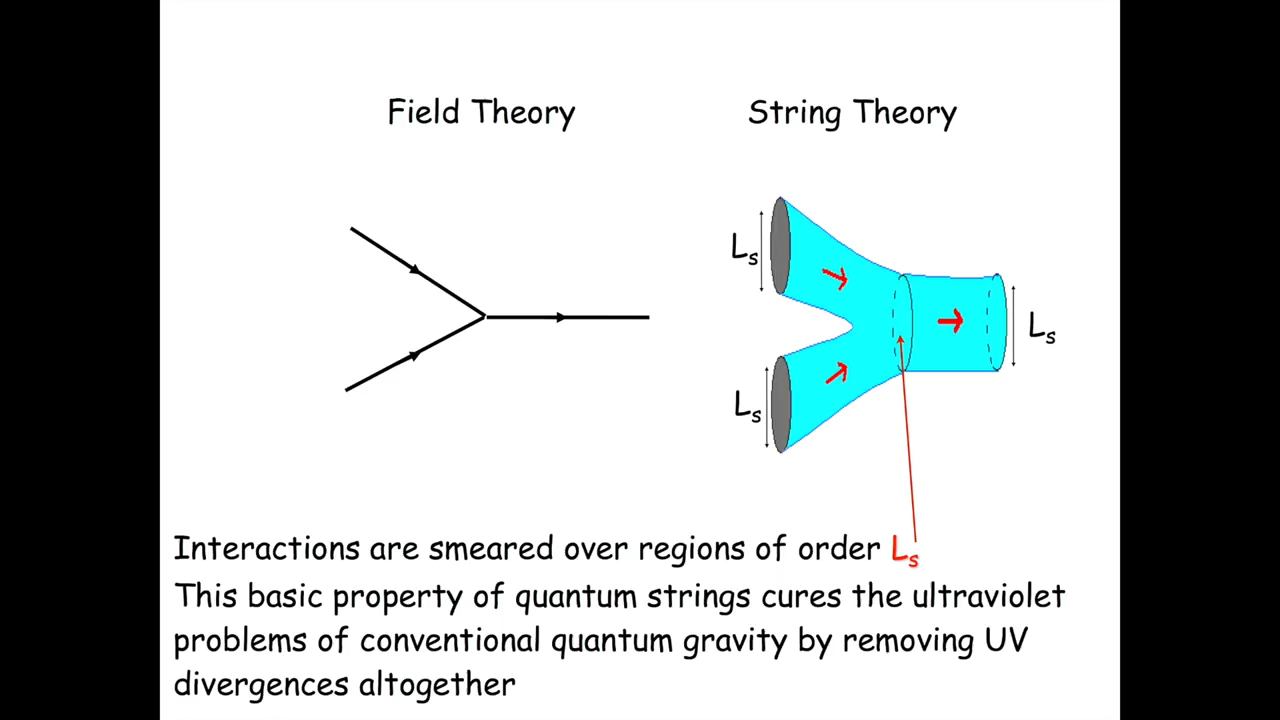 Field Theory
String Theory
Ls
Ls
Ls
Interactions are smeared over regions of order Ls
This basic property of quantum strings cures the ultraviolet
problems of conventional quantum gravity by removing UV
divergences altogether